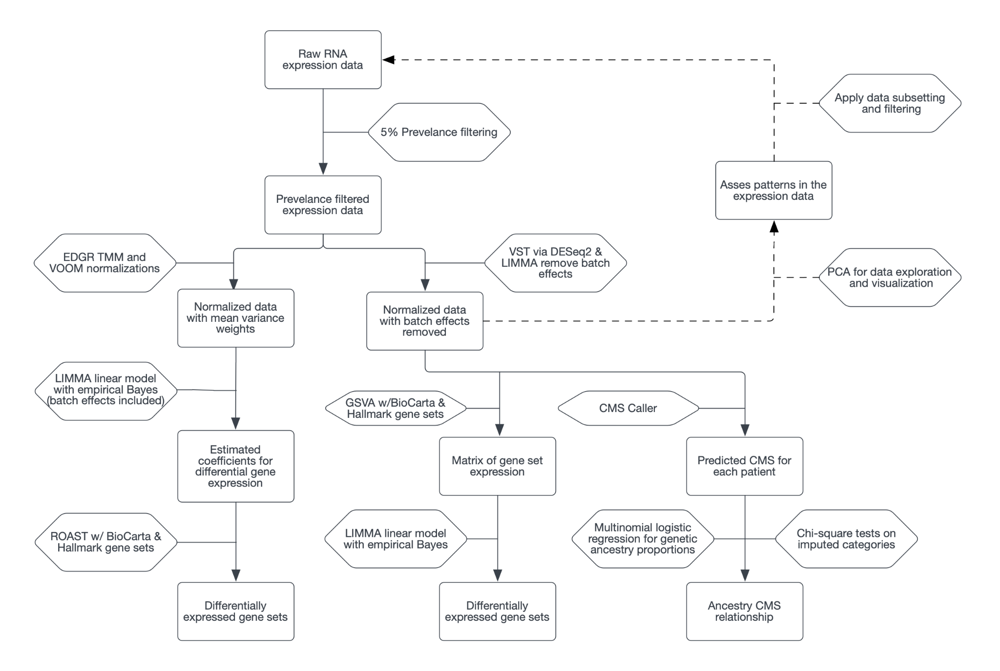 Raw RNA
expression data
Apply data subsetting
and filtering
5% Prevelance filtering
Asses patterns in the
expression data
Prevelance filtered
expression data
EDGR TMM and
VOOM normalizations
VST via DESeq2 &
LIMMA remove batch
effects
PCA for data exploration
and visualization
Normalized data
with mean variance
weights
Normalized data
with batch effects
removed
LIMMA linear model
with empirical Bayes
(batch effects included)
GSVA w/BioCarta &
Hallmark gene sets
CMS Caller
Estimated
coefficients for
differential gene
expression
Matrix of gene set
expression
Predicted CMS for
each patient
ROAST w/ BioCarta &
Hallmark gene sets
LIMMA linear model
with empirical Bayes
Multinomial logistic
regression for genetic
ancestry proportions
Chi-square tests on
imputed categories
Differentially
expressed gene sets
Differentially
expressed gene sets
Ancestry CMS
relationship